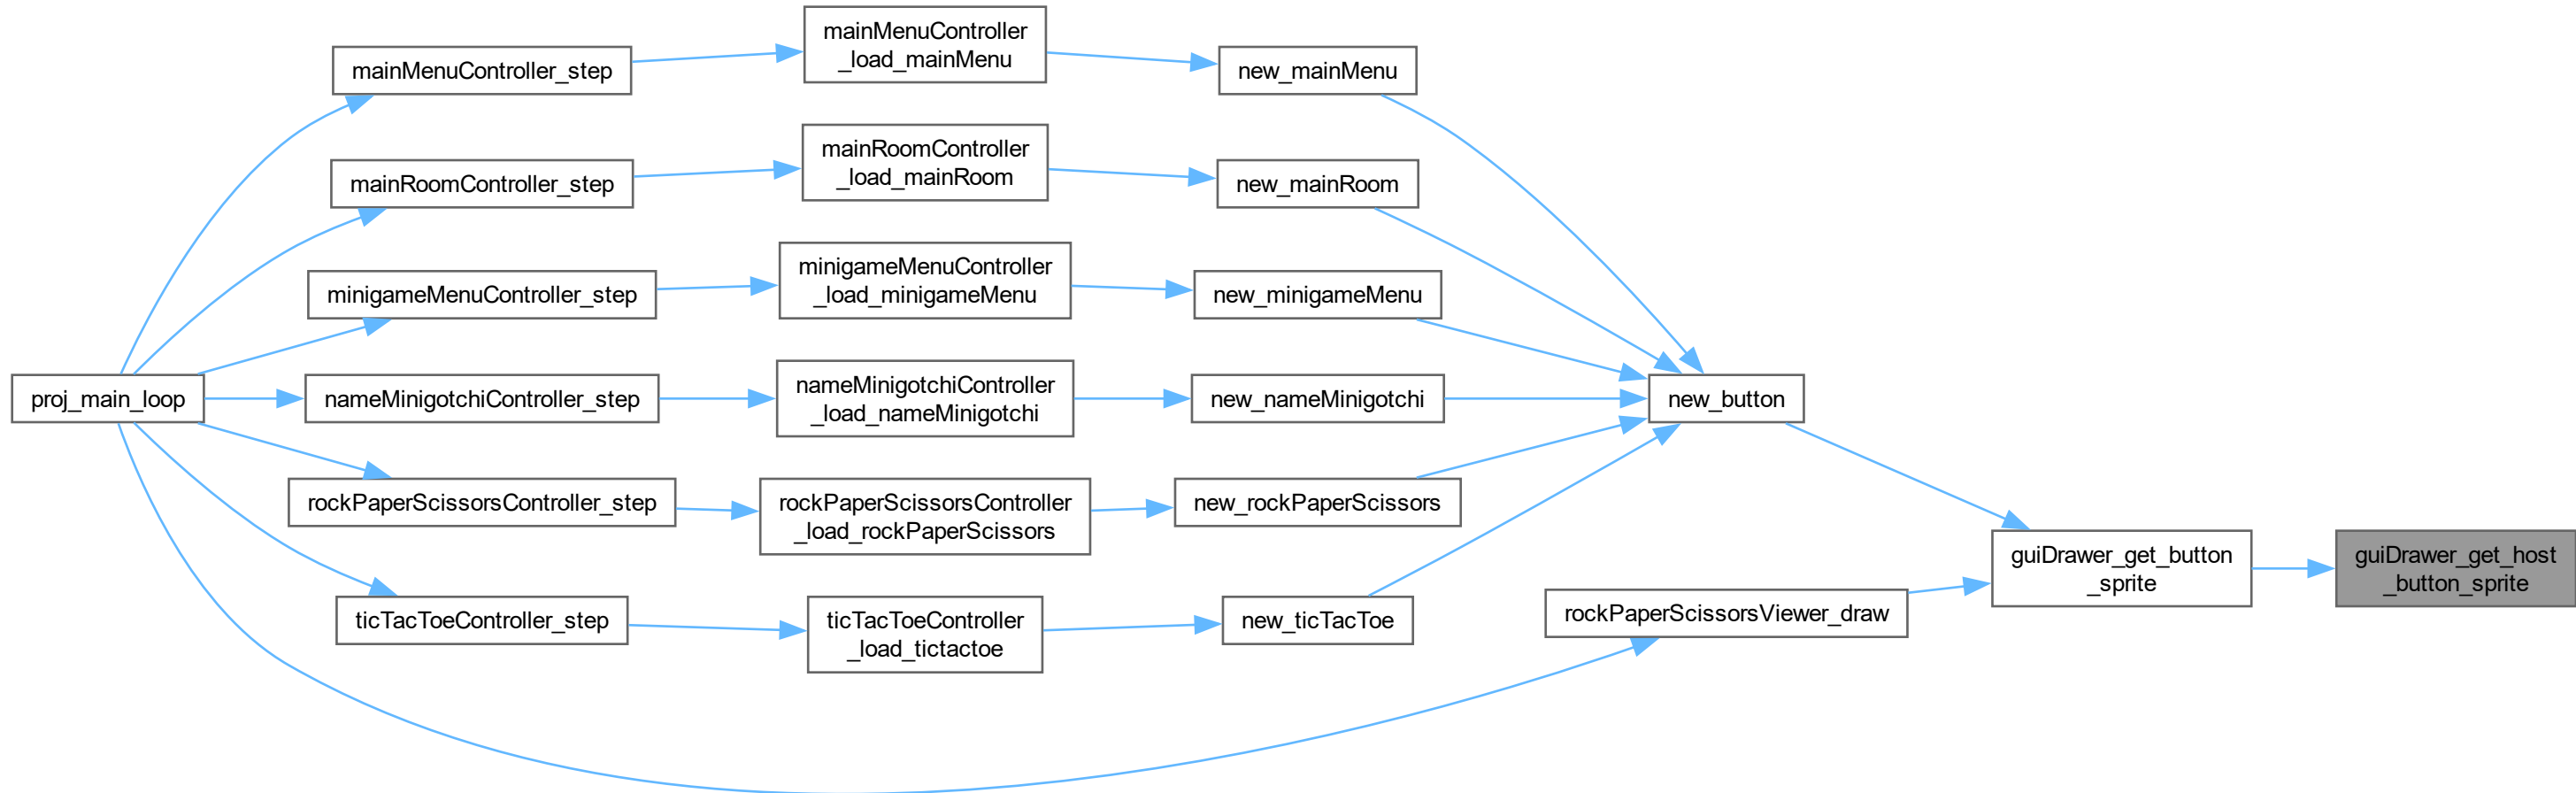 mainMenuController
_load_mainMenu
mainMenuController_step
new_mainMenu
mainRoomController
_load_mainRoom
mainRoomController_step
new_mainRoom
minigameMenuController
_load_minigameMenu
minigameMenuController_step
new_minigameMenu
proj_main_loop
nameMinigotchiController_step
nameMinigotchiController
_load_nameMinigotchi
new_nameMinigotchi
new_button
rockPaperScissorsController_step
rockPaperScissorsController
_load_rockPaperScissors
new_rockPaperScissors
guiDrawer_get_button
_sprite
guiDrawer_get_host
_button_sprite
ticTacToeController_step
ticTacToeController
_load_tictactoe
new_ticTacToe
rockPaperScissorsViewer_draw